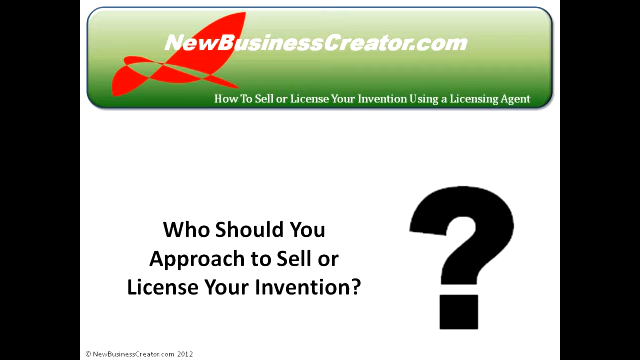 NewBusinessCreator.com
How To Sell or License Your Invention Using a Licensing Agent
Who Should You
Approach to Sell or
License Your Invention?
?
© NewBusinessCreator.com 2012